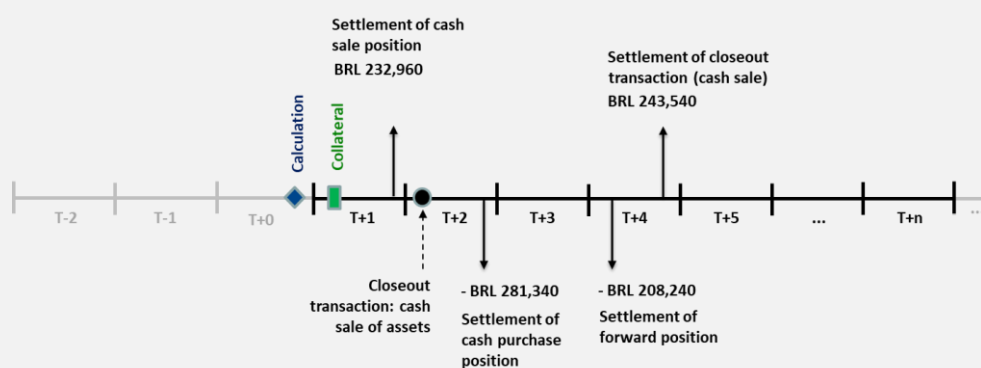 Settlement of cash
sale position
BRL 232,960
Settlement of closeout
transaction (cash sale)
BRL 243,540
Calculation
Collateral
T-2
T-1
T+0
T+1
T+2
T+3
T+4
T+5
...
T+n
...
Closeout
transaction: cash
sale of assets
- BRL 281,340
Settlement of
cash purchase
position
- BRL 208,240
Settlement of
forward position